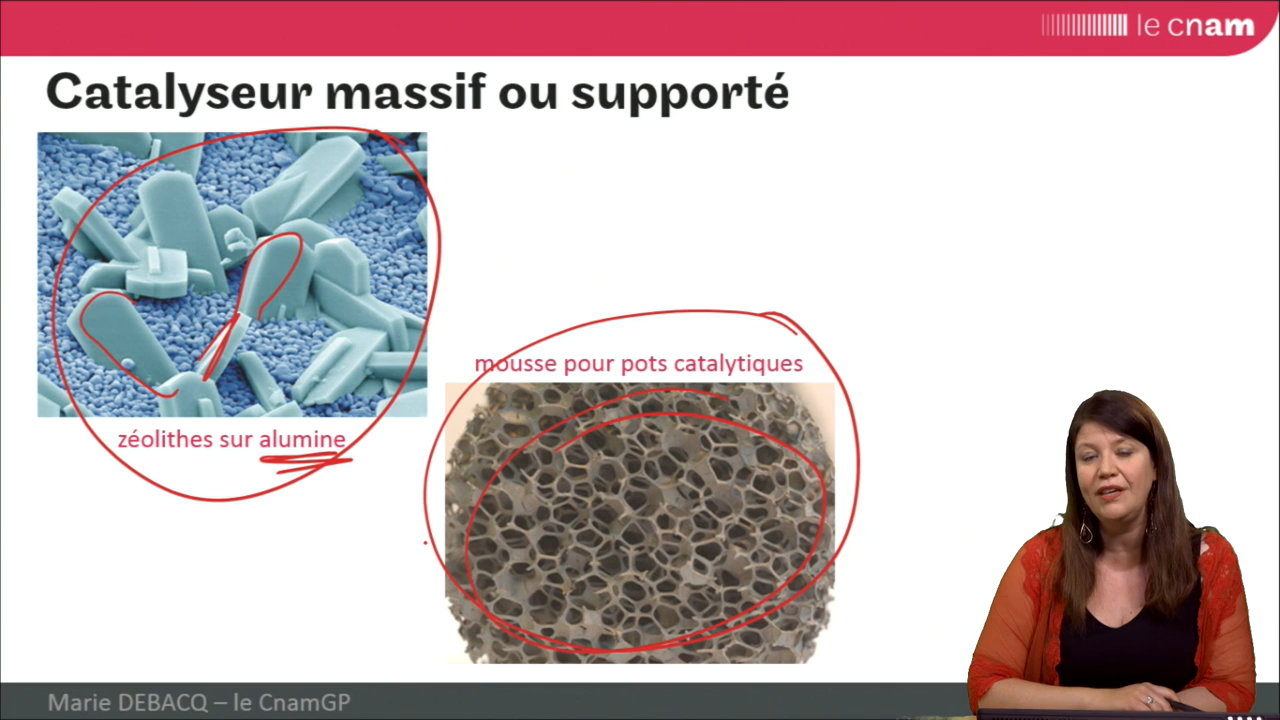 le cnam
Catalyseur massif ou supporté
mousse pour pots catalytiques
zéolithes sur alumine
Marie DEBACQ – le CnamGP